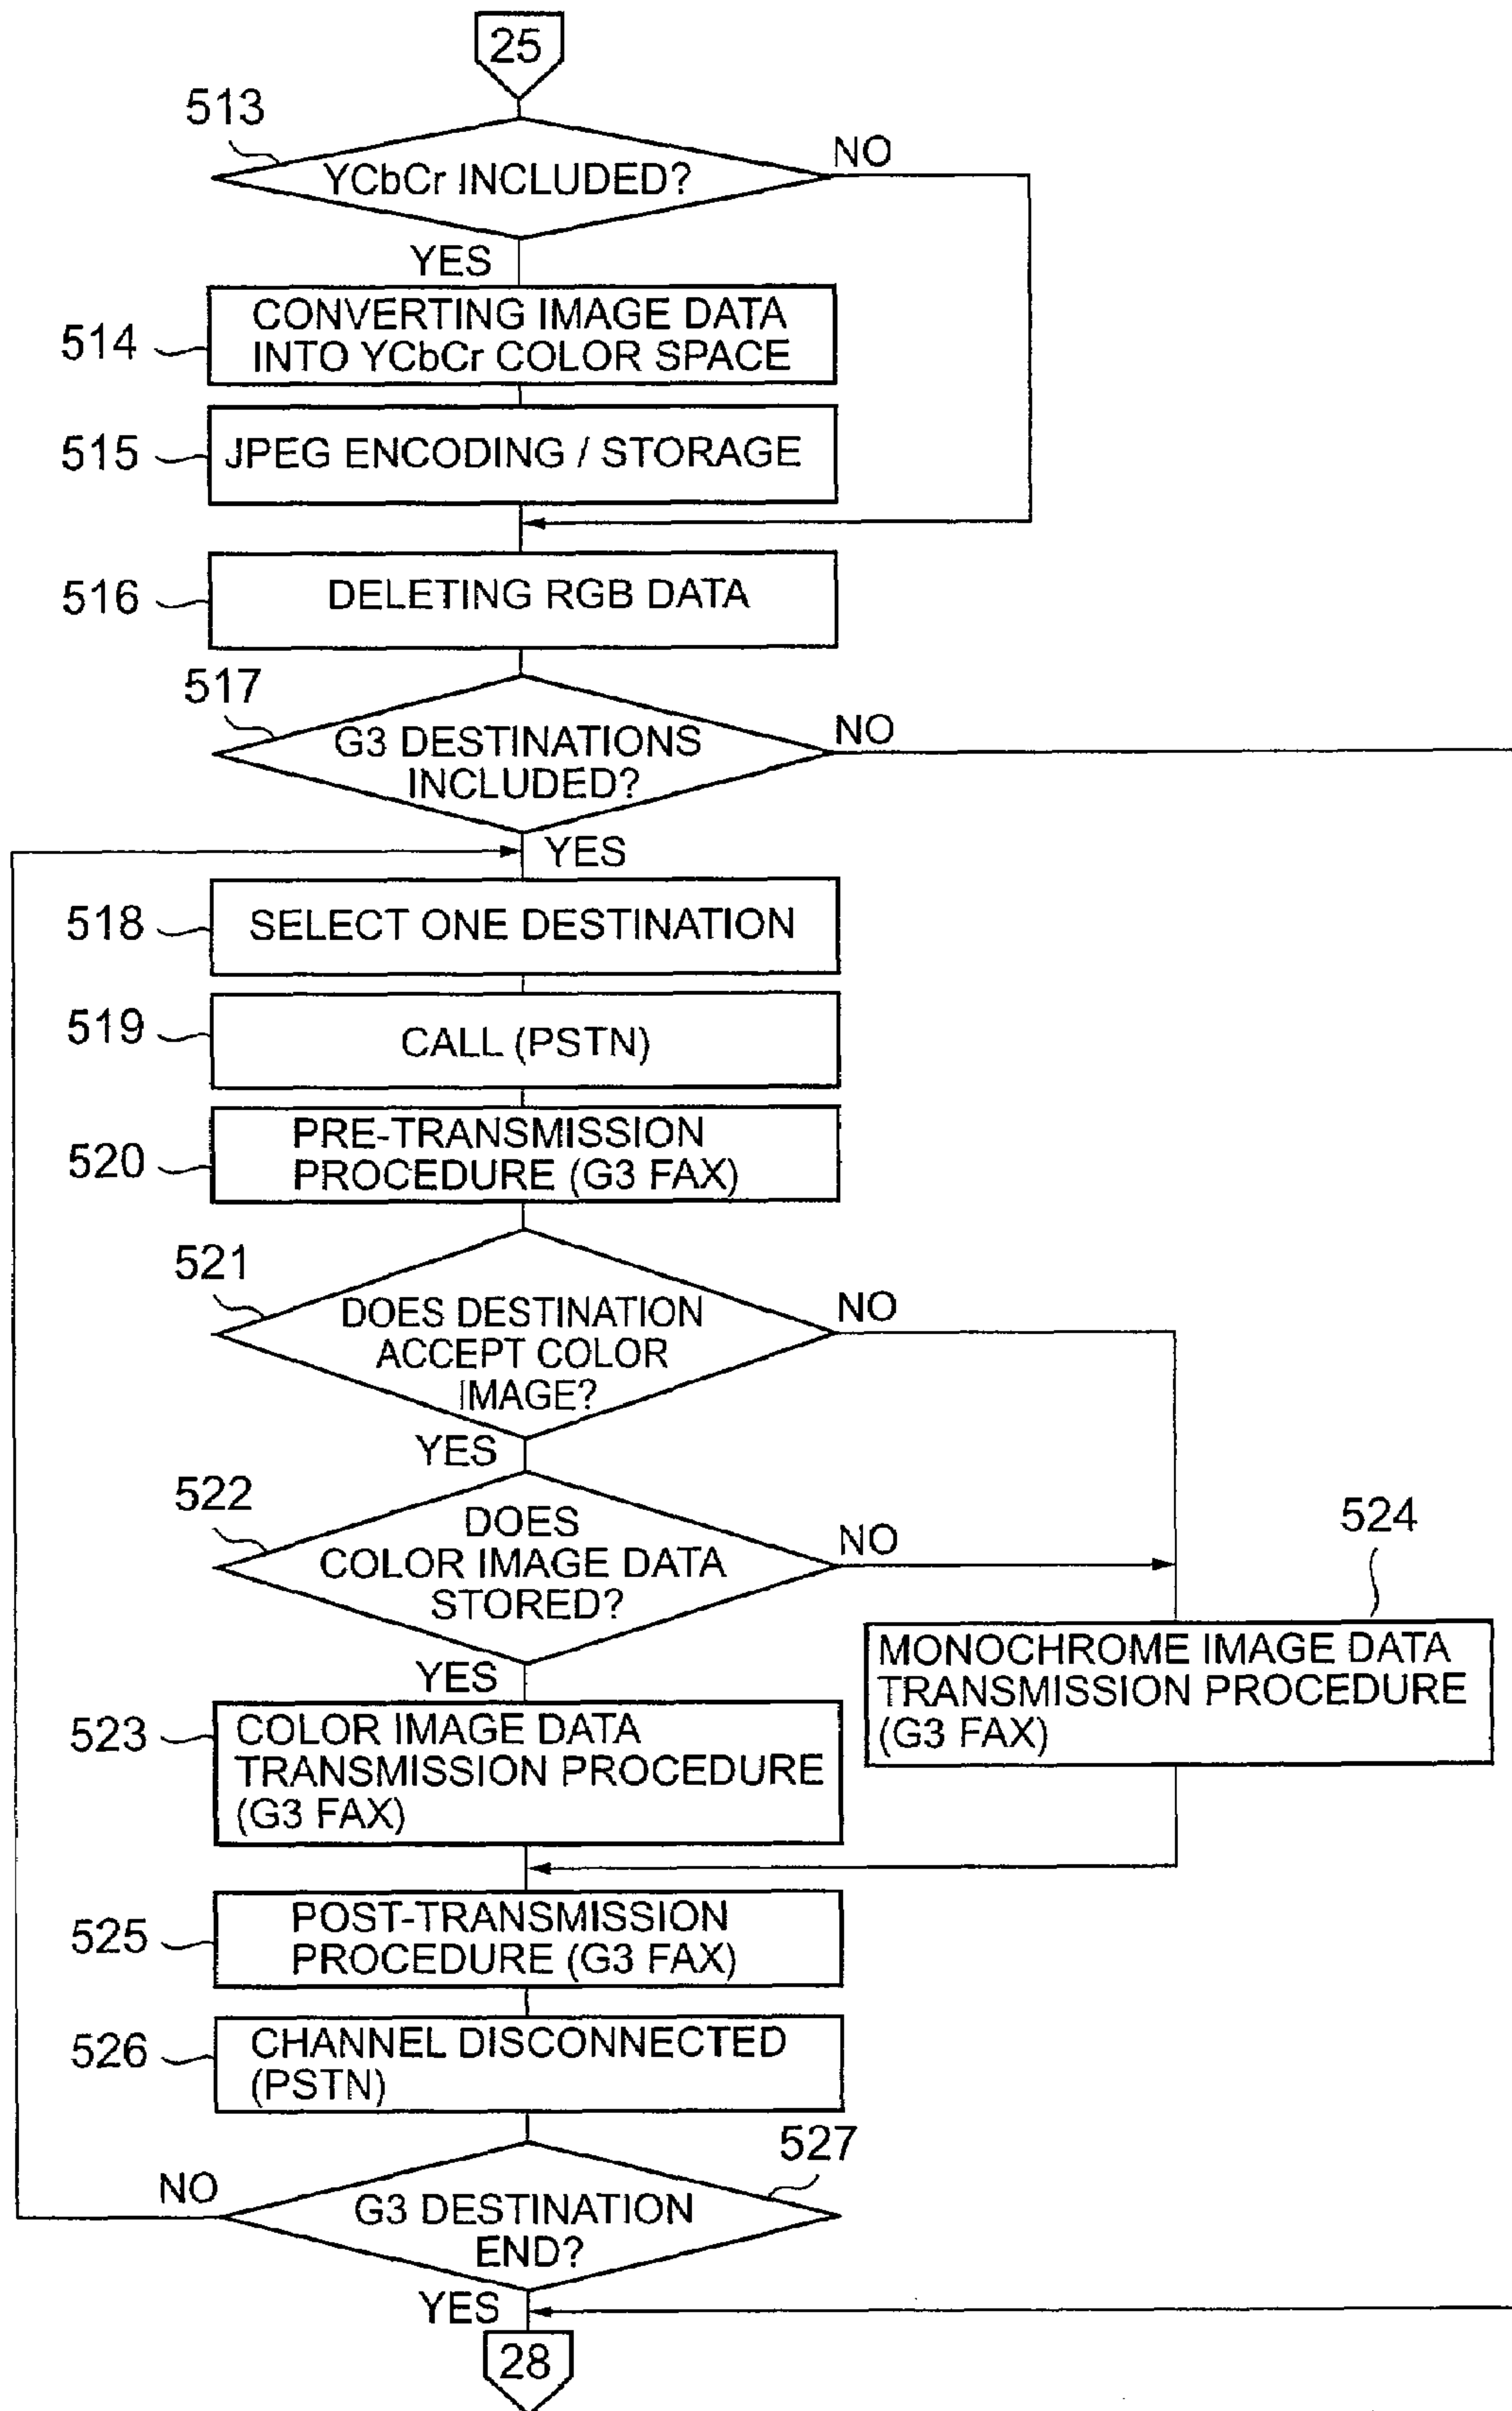 25
513
YCbCr INCLUDED?
NO
YES
514
CONVERTING IMAGE DATA
INTO YCbCr COLOR SPACE
515
JPEG ENCODING / STORAGE
516
DELETING RGB DATA
517
G3 DESTINATIONS
INCLUDED?
NO
YES
518
SELECT ONE DESTINATION
519
CALL (PSTN)
520
PRE-TRANSMISSION
PROCEDURE (G3 FAX)
521
DOES DESTINATION
ACCEPT COLOR
IMAGE?
NO
YES
522
DOES
COLOR IMAGE DATA
STORED?
NO
YES
524
MONOCHROME IMAGE DATA
TRANSMISSION PROCEDURE
(G3 FAX)
523
COLOR IMAGE DATA
TRANSMISSION PROCEDURE
(G3 FAX)
525
POST-TRANSMISSION
PROCEDURE (G3 FAX)
526
CHANNEL DISCONNECTED
(PSTN)
527
NO
G3 DESTINATION
END?
YES
28